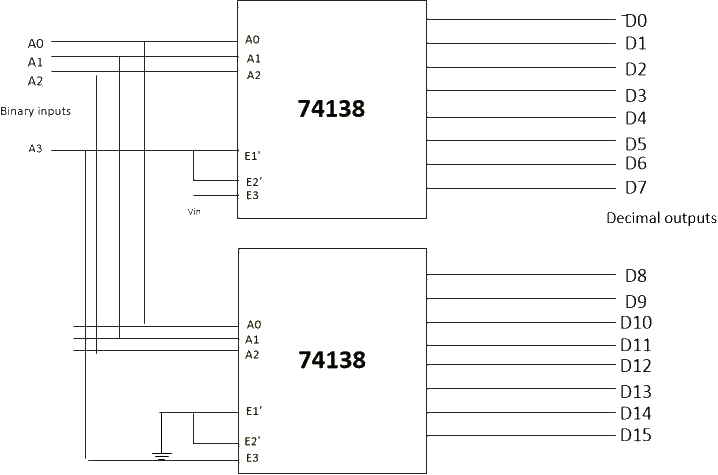 A0
A1
A2
Binary inputs
A3
A0
A1
A2
74138
E1'
E2'
E3
Vin
D0
D1
D2
D3
D4
D5
D6
D7
Decimal outputs
A0
A1
A2
74138
E1'
E2'
E3
D8
D9
D10
D11
D12
D13
D14
D15